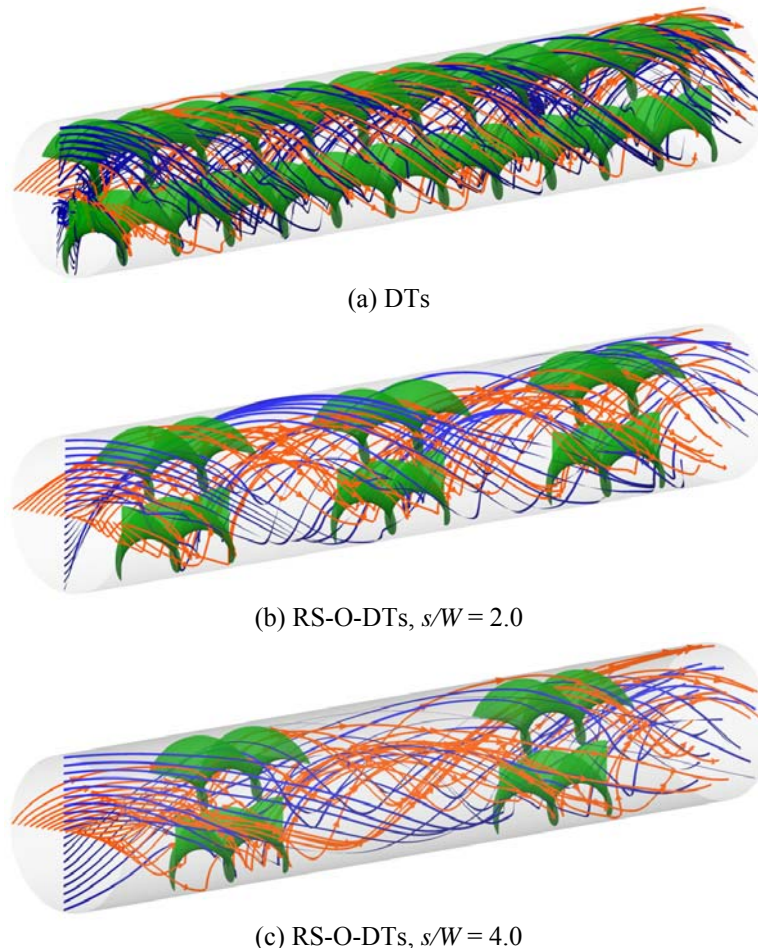 (a) DTs
(b) RS-O-DTs, s/W = 2.0
(c) RS-O-DTs, s/W = 4.0